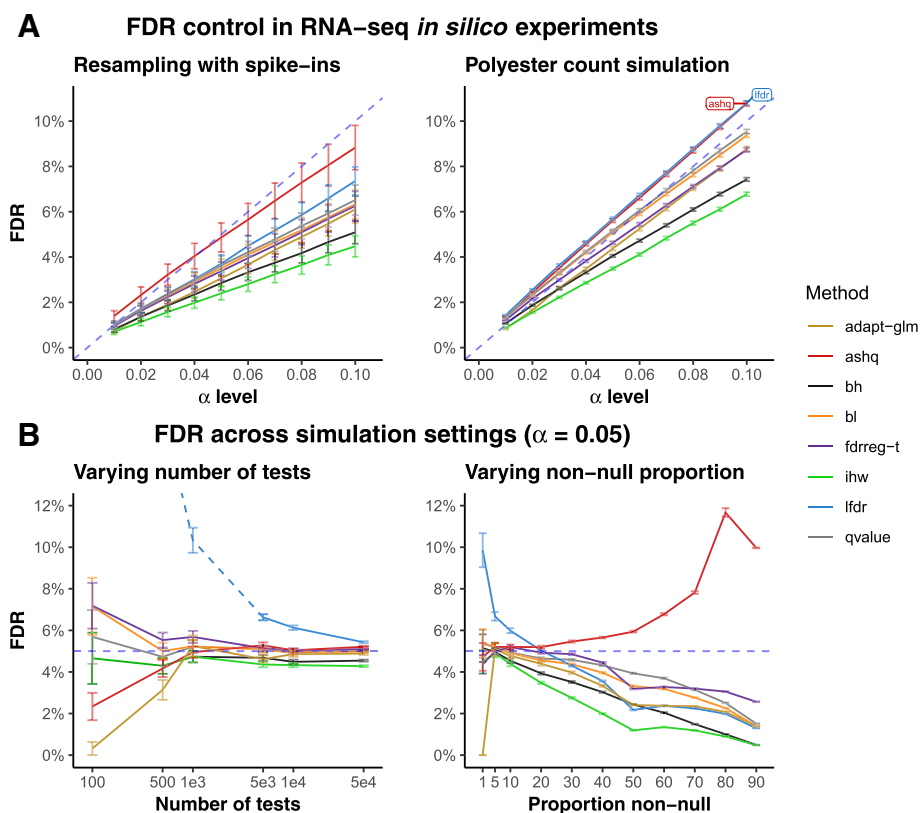 A FDR control in RNA−seq in silico experiments
Resampling with spike−ins
Polyester count simulation
FDR
10%
8%
6%
4%
2%
0%
0.00 0.02 0.04 0.06 0.08 0.10
α level
ashq
lfdr
10%
8%
6%
4%
2%
0%
0.00 0.02 0.04 0.06 0.08 0.10
α level
B FDR across simulation settings (α = 0.05)
Varying number of tests
Varying non−null proportion
FDR
12%
10%
8%
6%
4%
2%
0%
100 500 1e3 5e3 1e4 5e4
Number of tests
12%
10%
8%
6%
4%
2%
0%
1 5 10 20 30 40 50 60 70 80 90
Proportion non−null
Method
adapt−glm
ashq
bh
bl
fdrreg−t
ihw
lfdr
qvalue